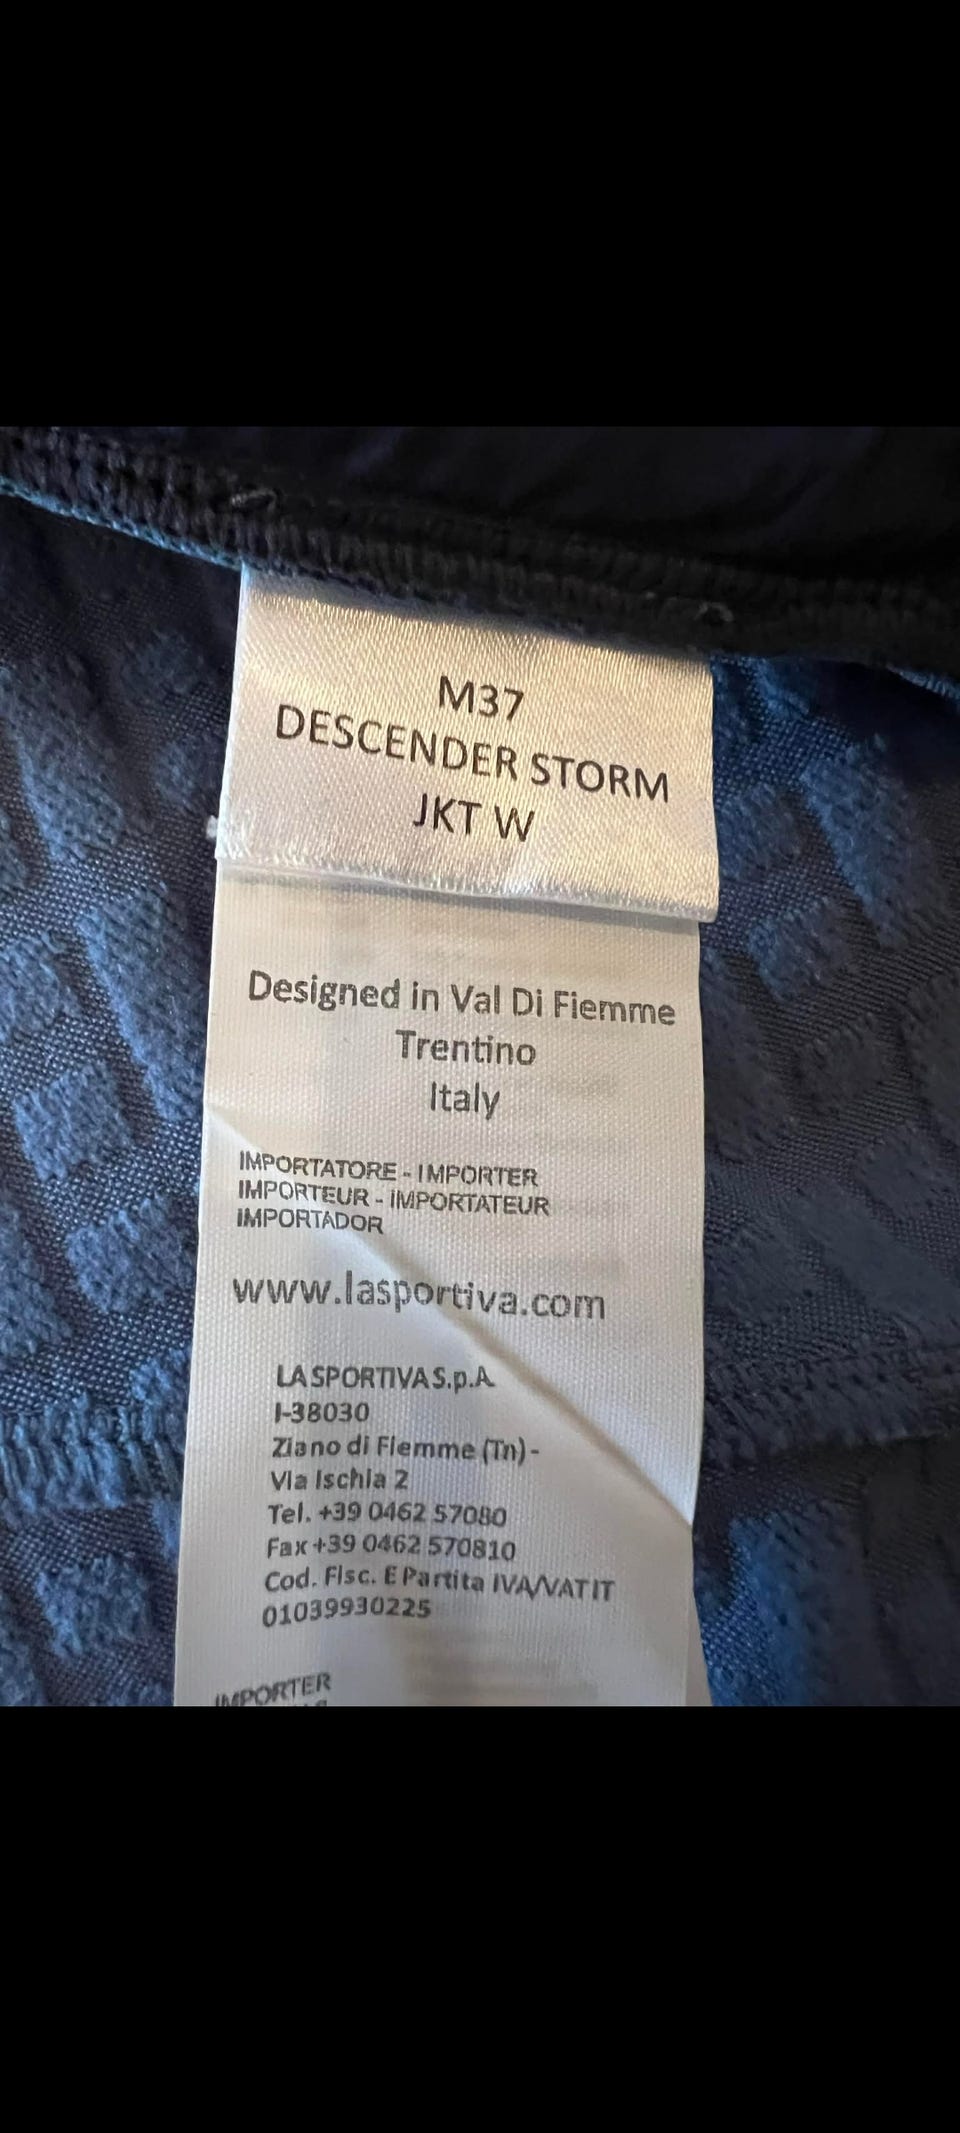 M37
DESCENDER STORM
JKT W
Designed in Val Di Fiemme
Trentino
Italy
IMPORTATORE - IMPORTER
IMPORTEUR - IMPORTATEUR
IMPORTADOR
www.lasportiva.com
LA SPORTIVA S.p.A
I-38030
Ziano di Fiemme (Tn) -
Via Ischia 2
Tel. +39 0462 57080
Fax +39 0462 570810
Cod. Fisc. E Partita IVA/VAT IT
01039930225
IMPORTER